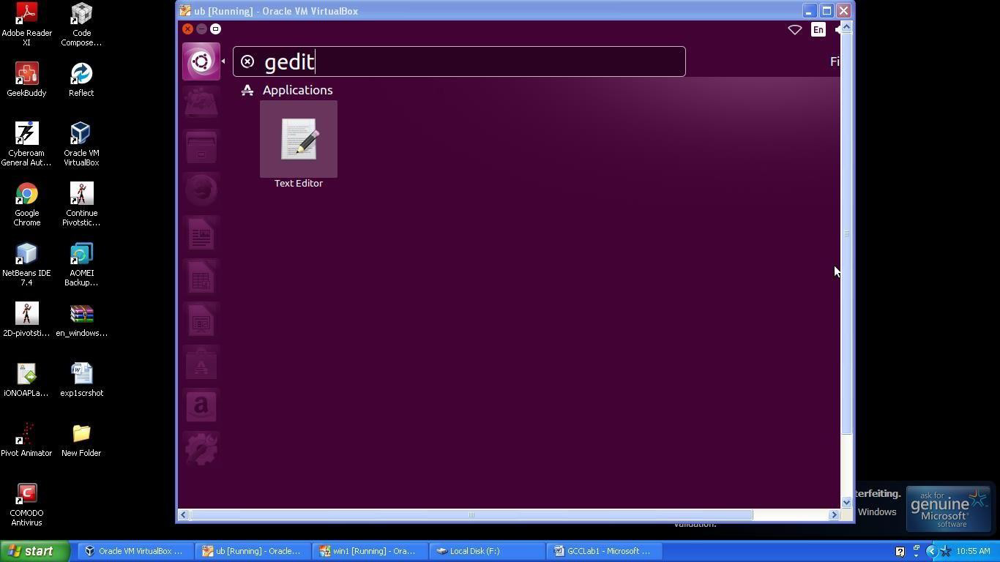 ub [Running] - Oracle VM VirtualBox
Adobe Reader
XI
Code
Compose...
GeekBuddy
Reflect
Cyberoam
General Aut...
Oracle VM
VirtualBox
Google
Chrome
Continue
Pivotstic...
NetBeans IDE
7.4
AOMEI
Backup...
2D-pivotsti...
en_windows...
iONOAPLa...
exp1scrshot
Pivot Animator
New Folder
COMODO
Antivirus
En
gedit
Fi
Applications
Text Editor
a
terfeiting.
Windows
validation.
ask for
genuine
Microsoft
software
start
Oracle VM VirtualBox ...
ub [Running] - Oracle...
win1 [Running] - Ora...
Local Disk (F:)
GCCLab1 - Microsoft ...
10:55 AM